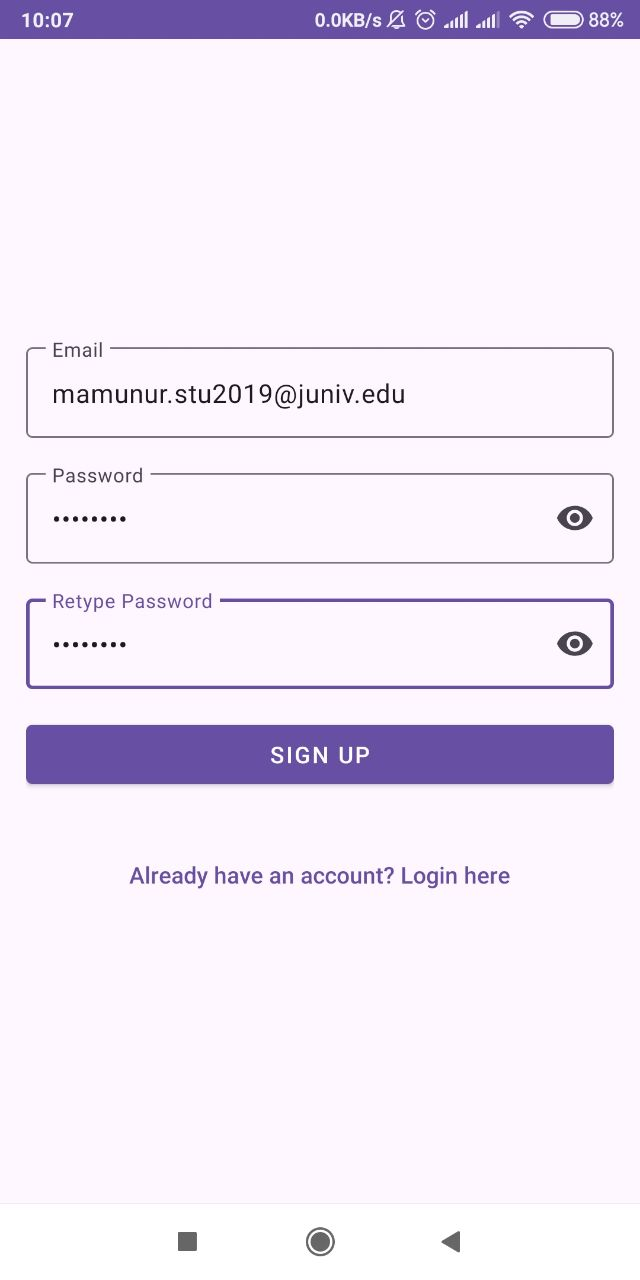 10:07 0.0KB/s 88%
Email
mamunur.stu2019@juniv.edu
Password
••••••••
Retype Password
••••••••
SIGN UP
Already have an account? Login here